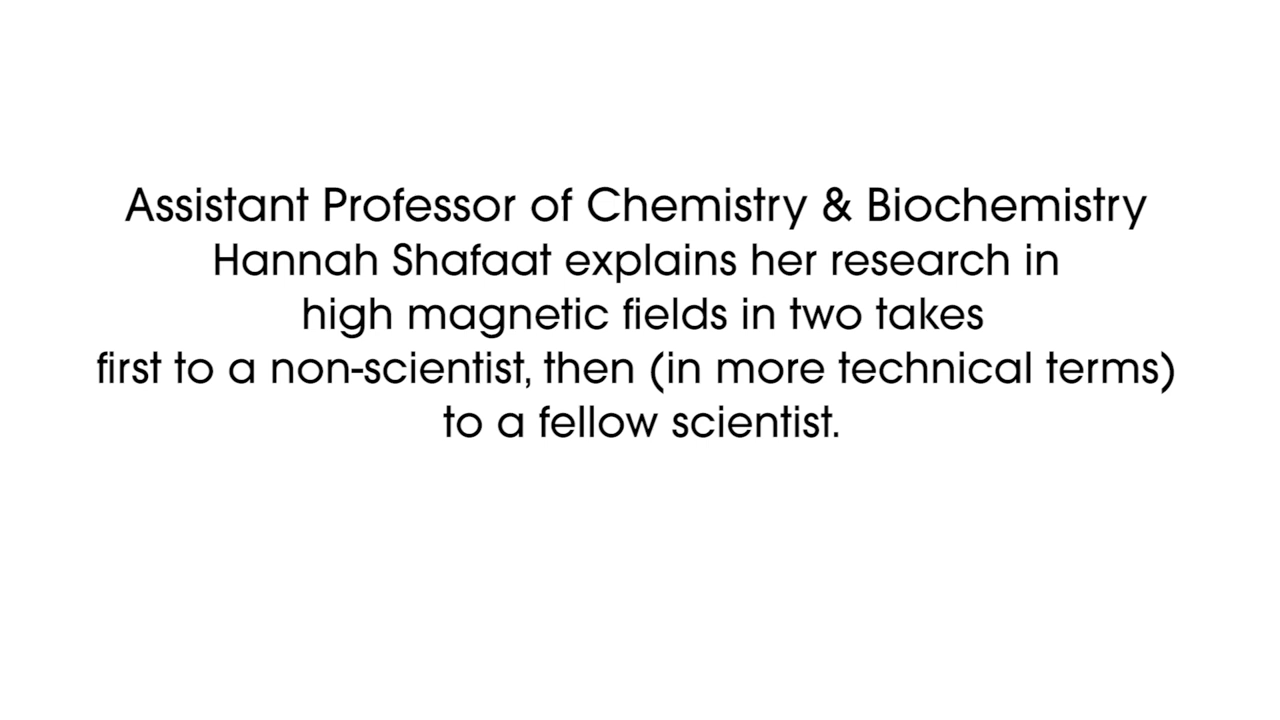 Assistant Professor of Chemistry & Biochemistry
Hannah Shafaat explains her research in
high magnetic fields in two takes
first to a non-scientist, then (in more technical terms)
to a fellow scientist.